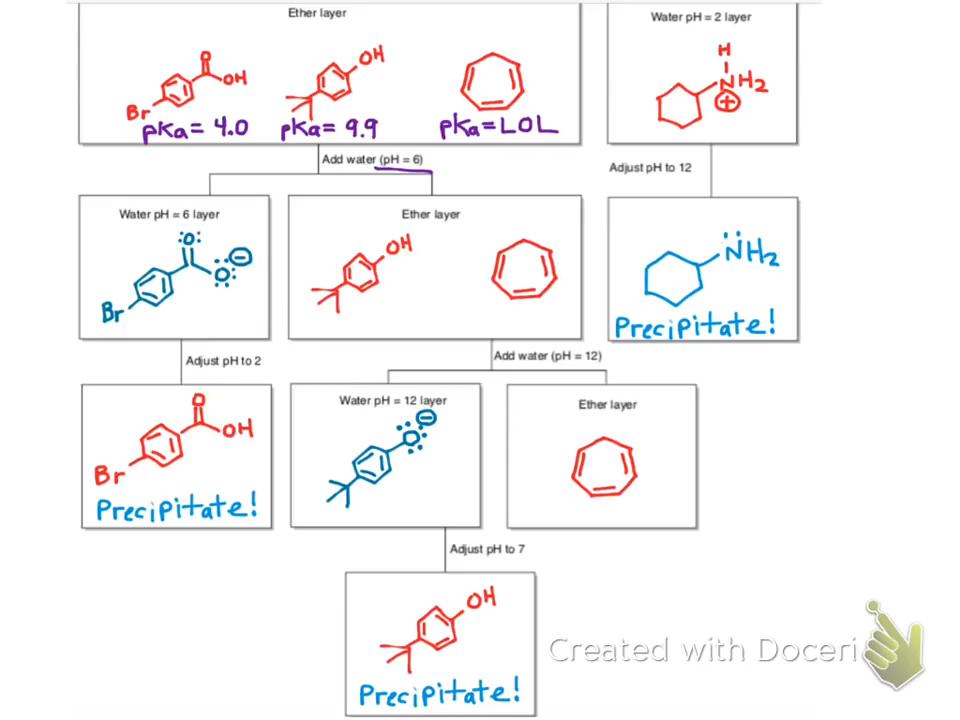 Ether layer
Water pH = 2 layer
O
OH
Br
pKa = 4.0
OH
pKa = 9.9
pKa = LOL
H
NH2
+
Add water (pH = 6)
Adjust pH to 12
Water pH = 6 layer
:O:
O
−
Br
Ether layer
OH
NH2
Precipitate!
Adjust pH to 2
Add water (pH = 12)
O
OH
Br
Precipitate!
Water pH = 12 layer
O
−
Ether layer
Adjust pH to 7
OH
Precipitate!
Created with Doceri